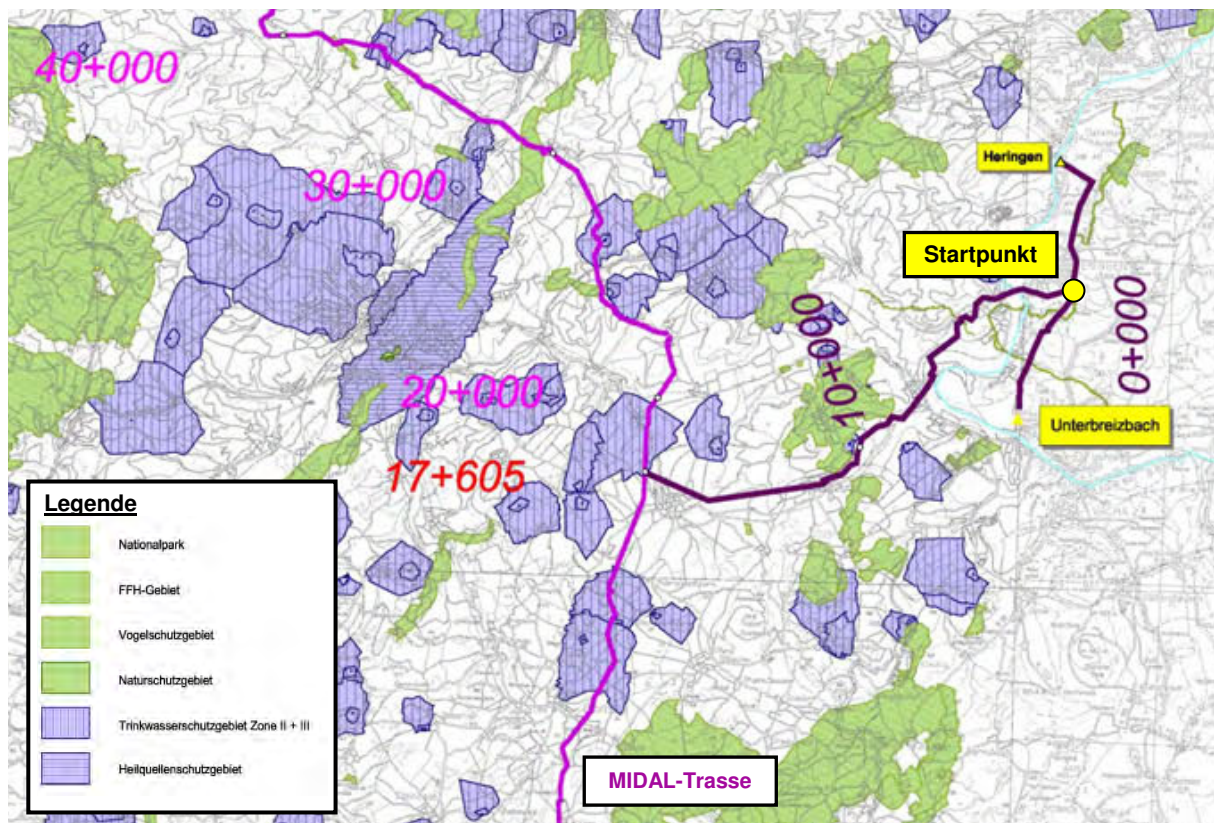 40+000
30+000
Heringen
Startpunkt
10+000
0+000
20+000
Unterbreizbach
17+605
Legende
Nationalpark
FFH-Gebiet
Vogelschutzgebiet
Naturschutzgebiet
Trinkwasserschutzgebiet Zone II + III
Heilquellenschutzgebiet
MIDAL-Trasse